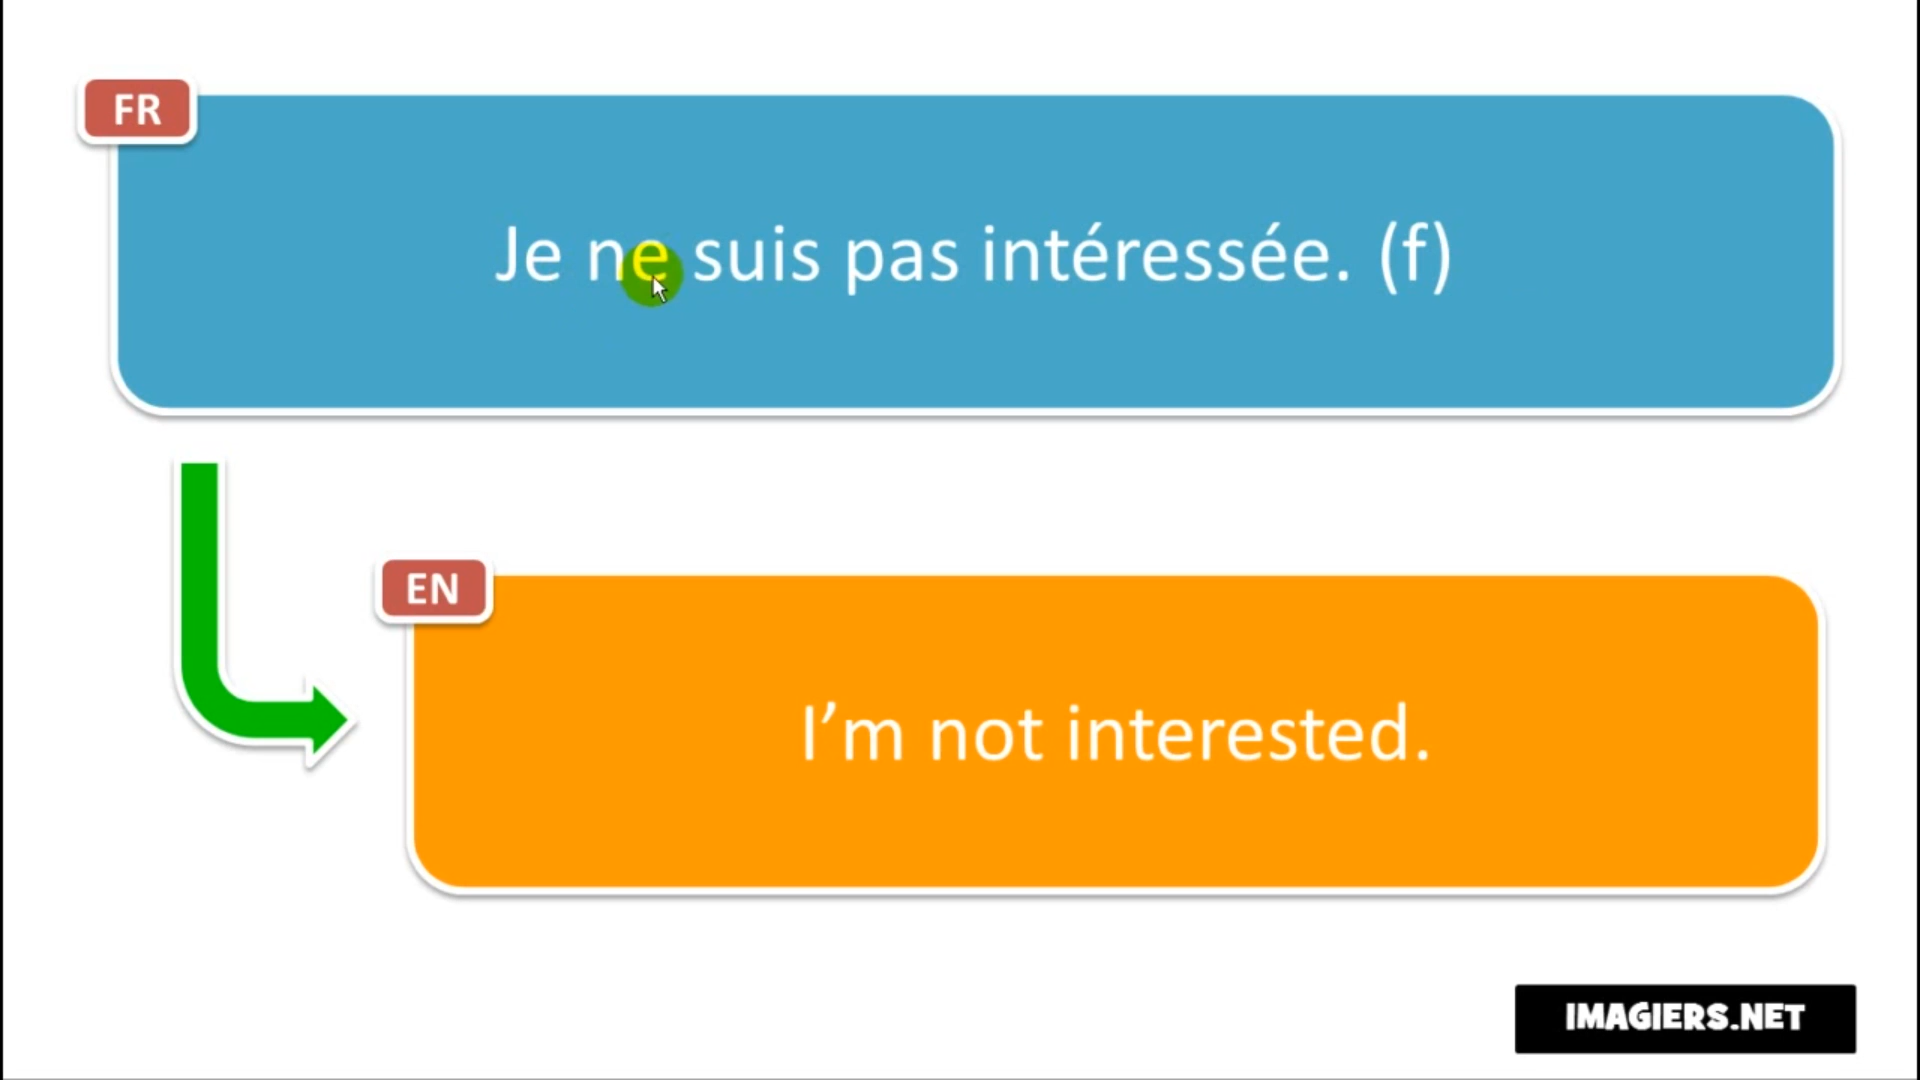 FR
Je ne suis pas intéressée. (f)
EN
I’m not interested.
IMAGIERS.NET